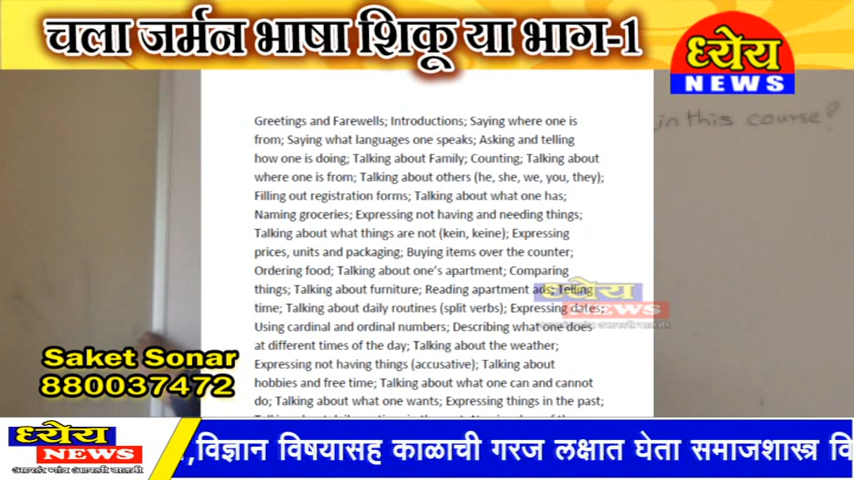 चला जर्मन भाषा शिकू या भाग-1
ध्येय
NEWS
in this course?
Greetings and Farewells; Introductions; Saying where one is
from; Saying what languages one speaks; Asking and telling
how one is doing; Talking about Family; Counting; Talking about
where one is from; Talking about others (he, she, we, you, they);
Filling out registration forms; Talking about what one has;
Naming groceries; Expressing not having and needing things;
Talking about what things are not (kein, keine); Expressing
prices, units and packaging; Buying items over the counter;
Ordering food; Talking about one's apartment; Comparing
things; Talking about furniture; Reading apartment ads; Telling
time; Talking about daily routines (split verbs); Expressing dates;
Using cardinal and ordinal numbers; Describing what one does
at different times of the day; Talking about the weather;
Expressing not having things (accusative); Talking about
hobbies and free time; Talking about what one can and cannot
do; Talking about what one wants; Expressing things in the past;
ध्येय
NEWS
Saket Sonar
880037472
ध्येय
NEWS
आपलं गांव आपली बातमी
,विज्ञान विषयासह काळाची गरज लक्षात घेता समाजशास्त्र वि